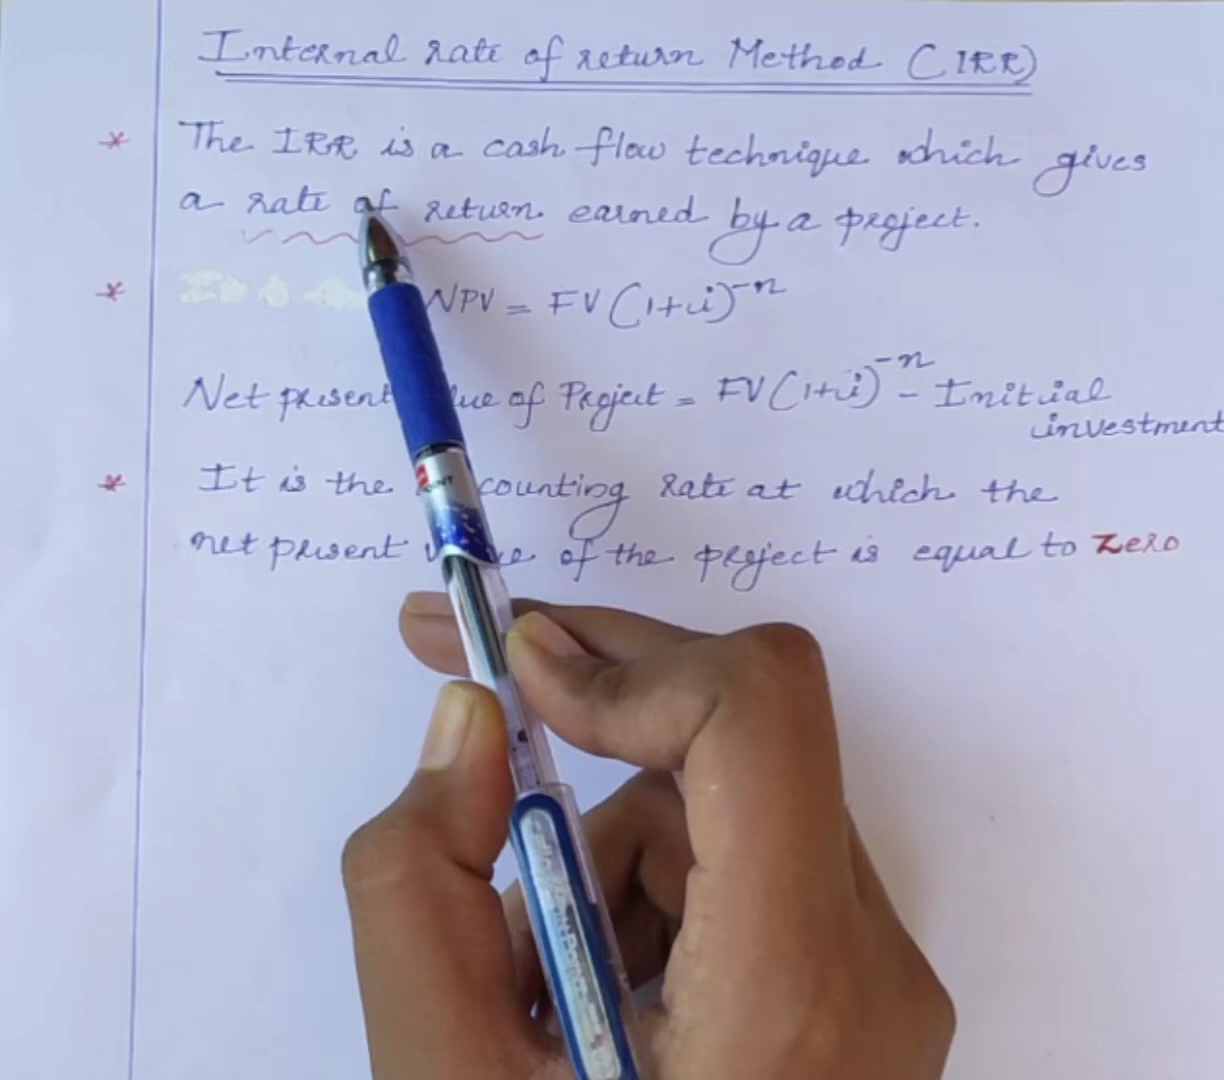 Internal rate of return Method (IRR)
* The IRR is a cash flow technique which gives
a rate of return earned by a project.
* NPV = FV(1+i)⁻ⁿ
Net present of Project = FV(1+i)⁻ⁿ - Initial
investment
* It is the counting rate at which the
net present of the project is equal to zero